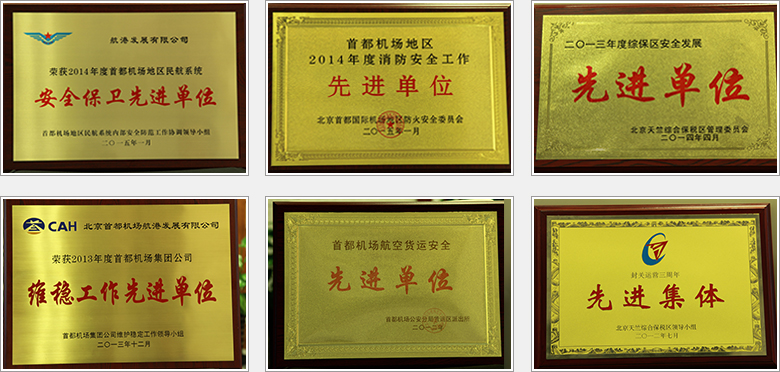 航港发展有限公司
荣获2014年度首都机场地区民航系统
安全保卫先进单位
首都机场地区民航系统内部安全防范工作协调领导小组
二〇一五年一月
首都机场地区
2014年度消防安全工作
先进单位
北京首都国际机场地区防火安全委员会
二〇一五年一月
二〇一三年度综保区安全发展
先进单位
北京天竺综合保税区管理委员会
二〇一四年四月
CAH 北京首都机场航港发展有限公司
荣获2013年度首都机场集团公司
维稳工作先进单位
首都机场集团公司维护稳定工作领导小组
二〇一三年十二月
首都机场航空货运安全
先进单位
首都机场公安分局货运区派出所
二〇一二年
封关运营三周年
先进集体
北京天竺综合保税区领导小组
二〇一二年七月